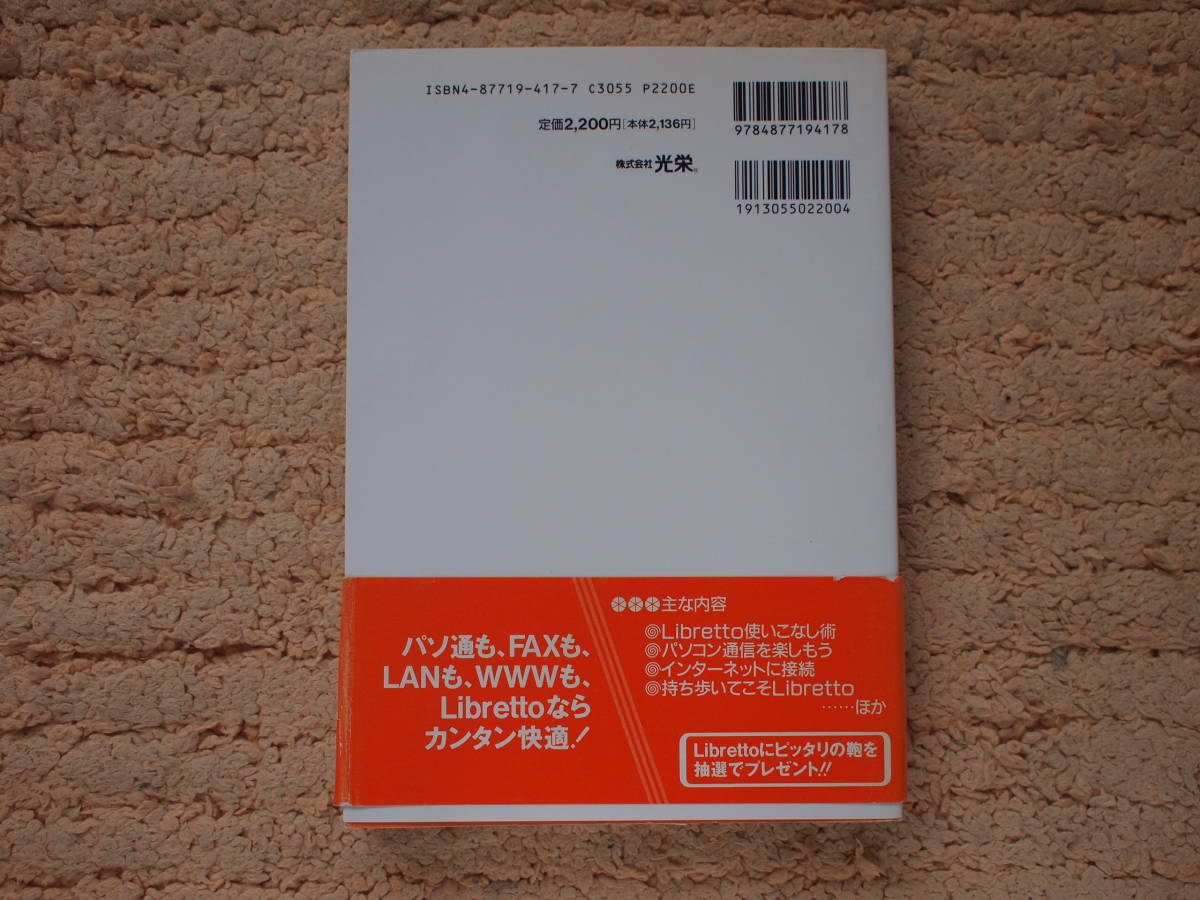 ISBN4-87719-417-7 C3055 P2200E
9784877194178
定価2,200円[本体2,136円]
株式会社 光栄®
1913055022004
パソ通も、FAXも、
LANも、WWWも、
Librettoなら
カンタン快適!
主な内容
Libretto使いこなし術
パソコン通信を楽しもう
インターネットに接続
持ち歩いてこそLibretto
……ほか
Librettoにピッタリの鞄を
抽選でプレゼント!!